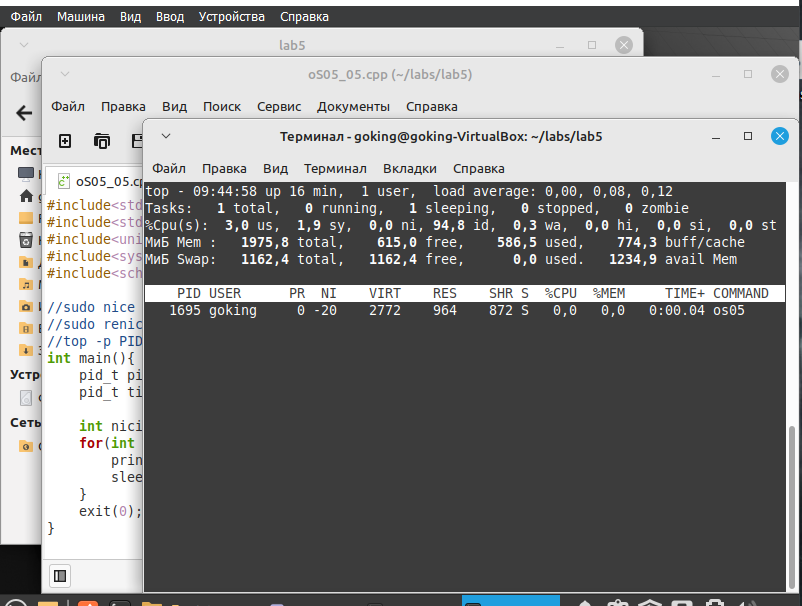 Файл Машина Вид Ввод Устройства Справка
lab5
Файл
oS05_05.cpp (~/labs/lab5)
Файл Правка Вид Поиск Сервис Документы Справка
Мест
Устр
Сеть
oS05_05.cp
#include<std
#include<std
#include<uni
#include<sys
#include<sch
//sudo nice
//sudo renic
//top -p PID
int main(){
pid_t pi
pid_t ti
int nici
for(int
prin
slee
}
exit(0);
}
Терминал - goking@goking-VirtualBox: ~/labs/lab5
Файл Правка Вид Терминал Вкладки Справка
top - 09:44:58 up 16 min, 1 user, load average: 0,00, 0,08, 0,12
Tasks: 1 total, 0 running, 1 sleeping, 0 stopped, 0 zombie
%Cpu(s): 3,0 us, 1,9 sy, 0,0 ni, 94,8 id, 0,3 wa, 0,0 hi, 0,0 si, 0,0 st
МиБ Mem : 1975,8 total, 615,0 free, 586,5 used, 774,3 buff/cache
МиБ Swap: 1162,4 total, 1162,4 free, 0,0 used. 1234,9 avail Mem
PID USER PR NI VIRT RES SHR S %CPU %MEM TIME+ COMMAND
1695 goking 0 -20 2772 964 872 S 0,0 0,0 0:00.04 os05